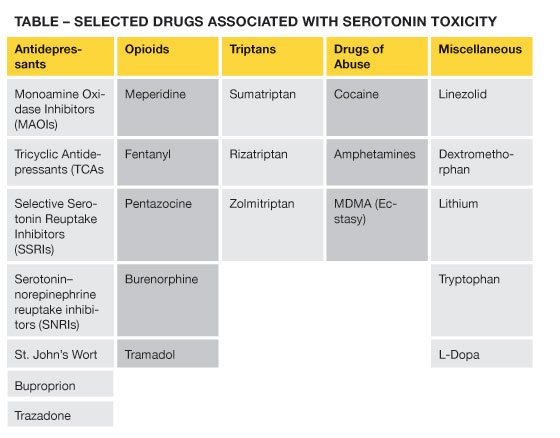 TABLE – SELECTED DRUGS ASSOCIATED WITH SEROTONIN TOXICITY
Antidepres-
sants
Opioids
Triptans
Drugs of
Abuse
Miscellaneous
Monoamine Oxi-
dase Inhibitors
(MAOIs)
Meperidine
Sumatriptan
Cocaine
Linezolid
Tricyclic Antide-
pressants (TCAs
Fentanyl
Rizatriptan
Amphetamines
Dextrometho-
rphan
Selective Sero-
tonin Reuptake
Inhibitors
(SSRIs)
Pentazocine
Zolmitriptan
MDMA (Ec-
stasy)
Lithium
Serotonin–
norepinephrine
reuptake inhibi-
tors (SNRIs)
Burenorphine
Tryptophan
St. John’s Wort
Tramadol
L-Dopa
Buproprion
Trazadone